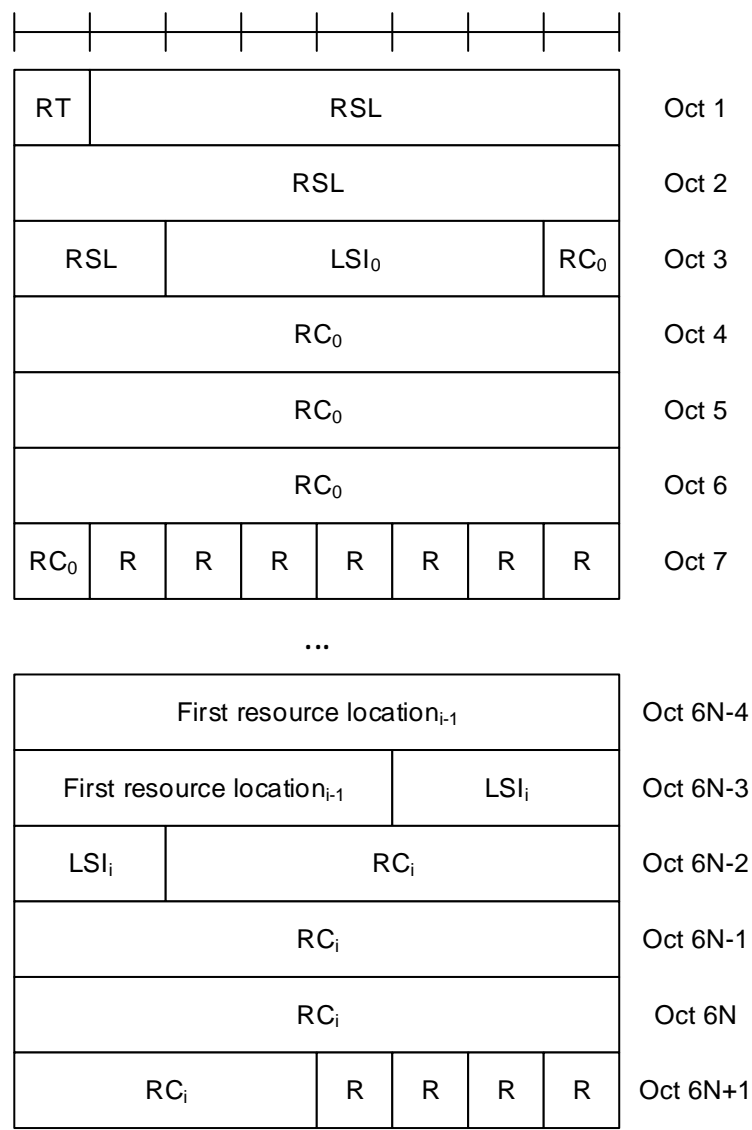 RT RSL Oct 1
RSL Oct 2
RSL LSI₀ RC₀ Oct 3
RC₀ Oct 4
RC₀ Oct 5
RC₀ Oct 6
RC₀ R R R R R R R Oct 7
...
First resource locationᵢ₋₁ Oct 6N-4
First resource locationᵢ₋₁ LSIᵢ Oct 6N-3
LSIᵢ RCᵢ Oct 6N-2
RCᵢ Oct 6N-1
RCᵢ Oct 6N
RCᵢ R R R R Oct 6N+1